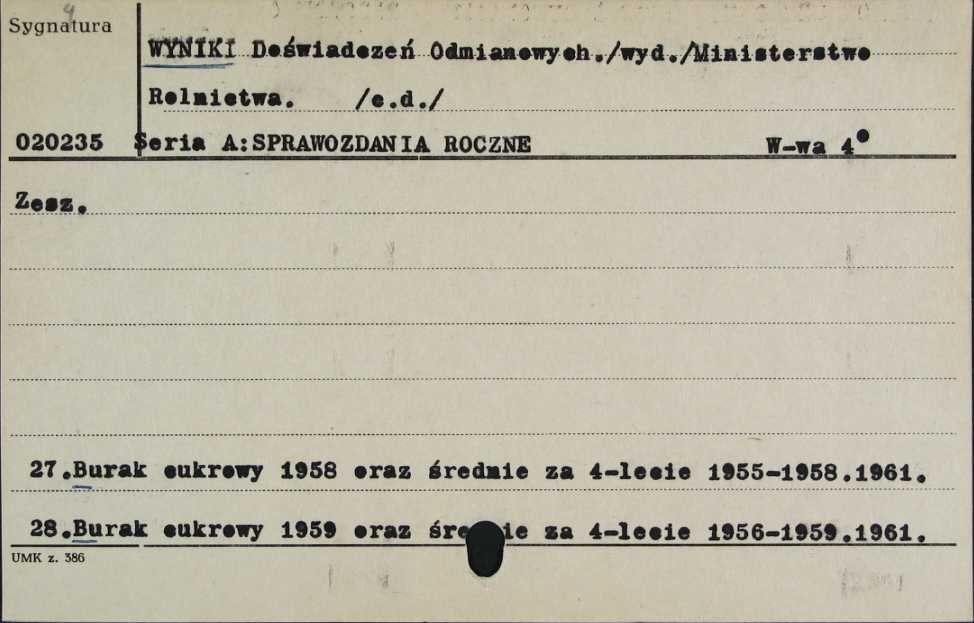 Sygnatura
WYNIKI Doświadczeń Odmianowych./wyd./Ministerstwo
Rolnictwa. /c.d./
020235 Seria A:SPRAWOZDANIA ROCZNE W-wa 4°
Zesz.
27.Burak cukrowy 1958 oraz średnie za 4-lecie 1955-1958.1961.
28.Burak cukrowy 1959 oraz średnie za 4-lecie 1956-1959.1961.
UMK z. 386